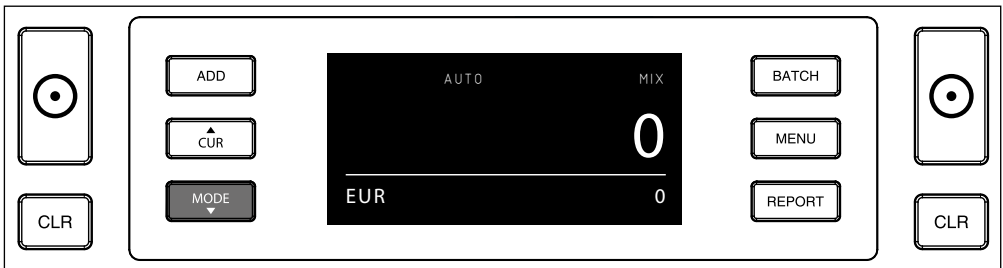 ADD
AUTO MIX
BATCH
CUR
0
MENU
MODE
EUR 0
REPORT
CLR
CLR